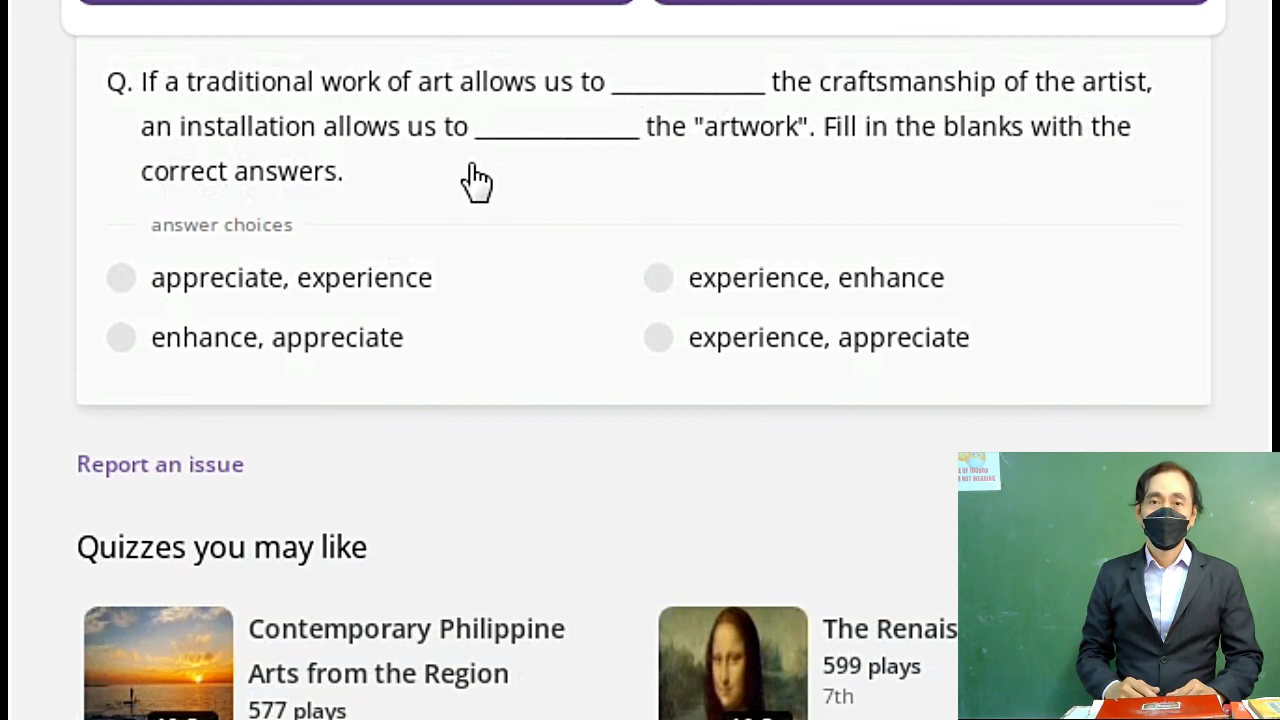 Q. If a traditional work of art allows us to ___________ the craftsmanship of the artist,
an installation allows us to ____________ the "artwork". Fill in the blanks with the
correct answers.
answer choices
appreciate, experience
experience, enhance
enhance, appreciate
experience, appreciate
Report an issue
Quizzes you may like
Contemporary Philippine
Arts from the Region
577 plays
The Renais
599 plays
7th